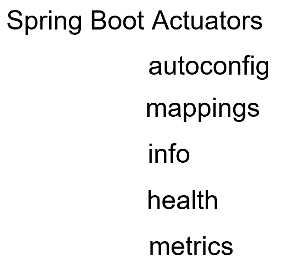 Spring Boot Actuators
autoconfig
mappings
info
health
metrics